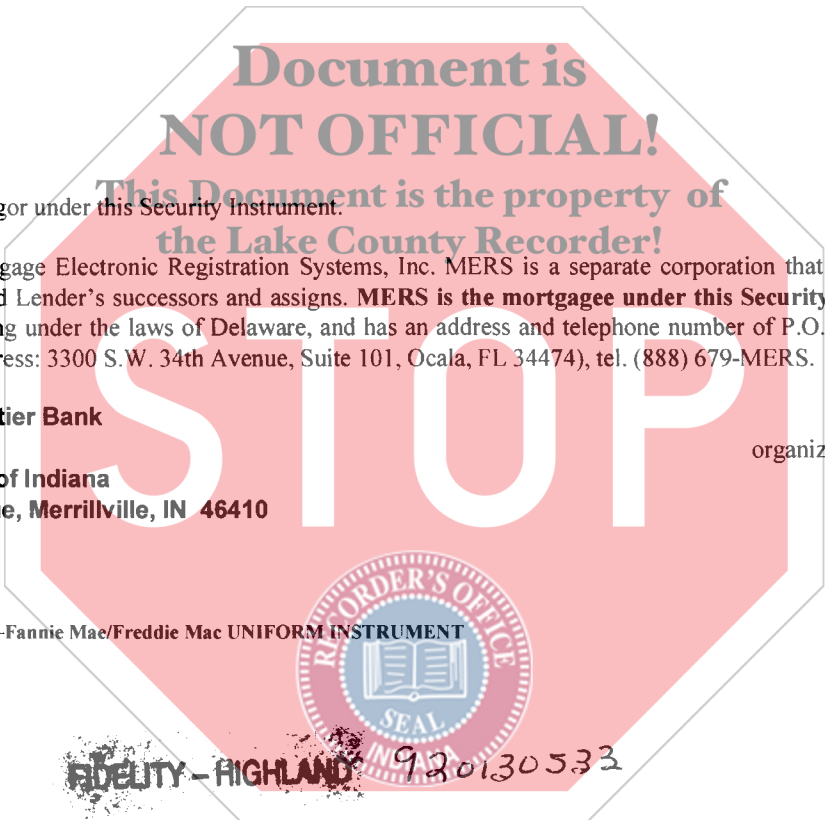 Document is
NOT OFFICIAL!
This Document is the property of
the Lake County Recorder!
gor under this Security Instrument.
gage Electronic Registration Systems, Inc. MERS is a separate corporation that
d Lender's successors and assigns. MERS is the mortgagee under this Security
ng under the laws of Delaware, and has an address and telephone number of P.O.
ress: 3300 S.W. 34th Avenue, Suite 101, Ocala, FL 34474), tel. (888) 679-MERS.
STOP
tier Bank
organiz
of Indiana
e, Merrillville, IN 46410
RECORDER'S OFFICE
SEAL
INDIANA
-Fannie Mae/Freddie Mac UNIFORM INSTRUMENT
FIDELITY – HIGHLAND 920130533